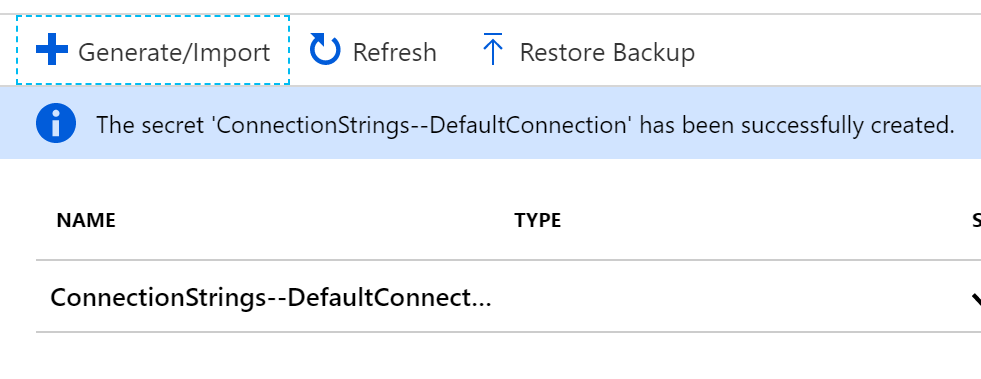 Generate/Import Refresh Restore Backup
The secret 'ConnectionStrings--DefaultConnection' has been successfully created.
NAME TYPE S
ConnectionStrings--DefaultConnect...